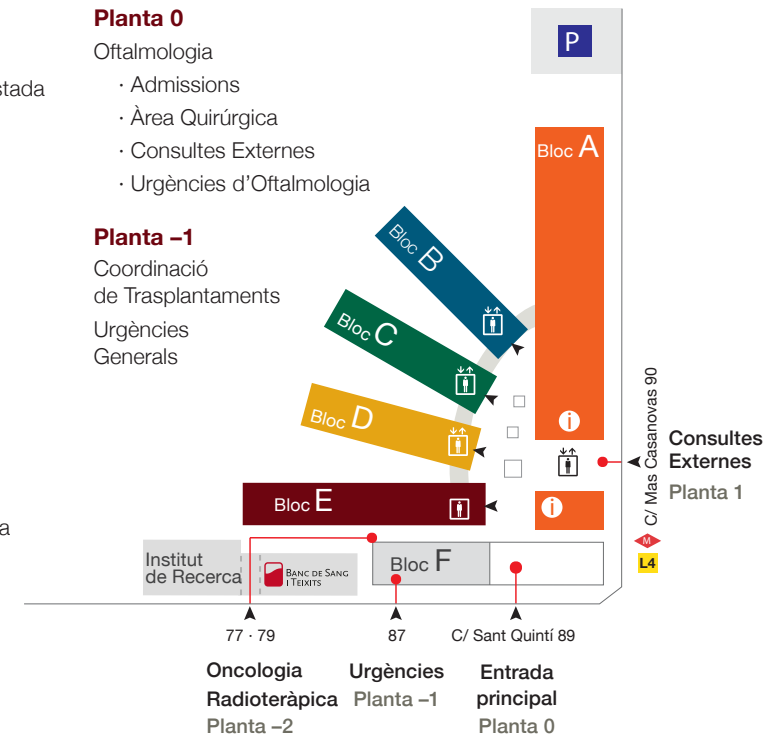 Planta 0
Oftalmologia
· Admissions
· Àrea Quirúrgica
· Consultes Externes
· Urgències d’Oftalmologia
Planta –1
Coordinació
de Trasplantaments
Urgències
Generals
P
Bloc A
Bloc B
Bloc C
Bloc D
Bloc E
Bloc F
i
i
C/ Mas Casanovas 90
Consultes
Externes
Planta 1
M
L4
Institut
de Recerca
BANC DE SANG
I TEIXITS
77 · 79
87
C/ Sant Quintí 89
Oncologia
Radioteràpica
Planta –2
Urgències
Planta –1
Entrada
principal
Planta 0